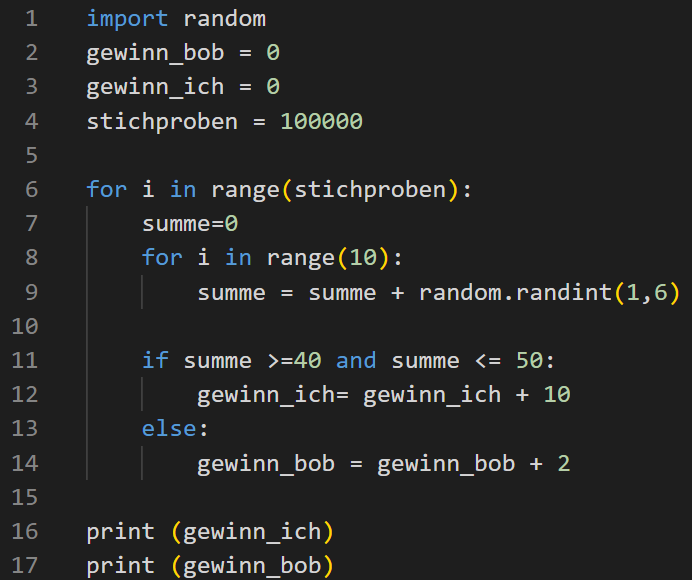 1 import random
2 gewinn_bob = 0
3 gewinn_ich = 0
4 stichproben = 100000
5
6 for i in range(stichproben):
7     summe=0
8     for i in range(10):
9         summe = summe + random.randint(1,6)
10
11     if summe >=40 and summe <= 50:
12         gewinn_ich= gewinn_ich + 10
13     else:
14         gewinn_bob = gewinn_bob + 2
15
16 print (gewinn_ich)
17 print (gewinn_bob)